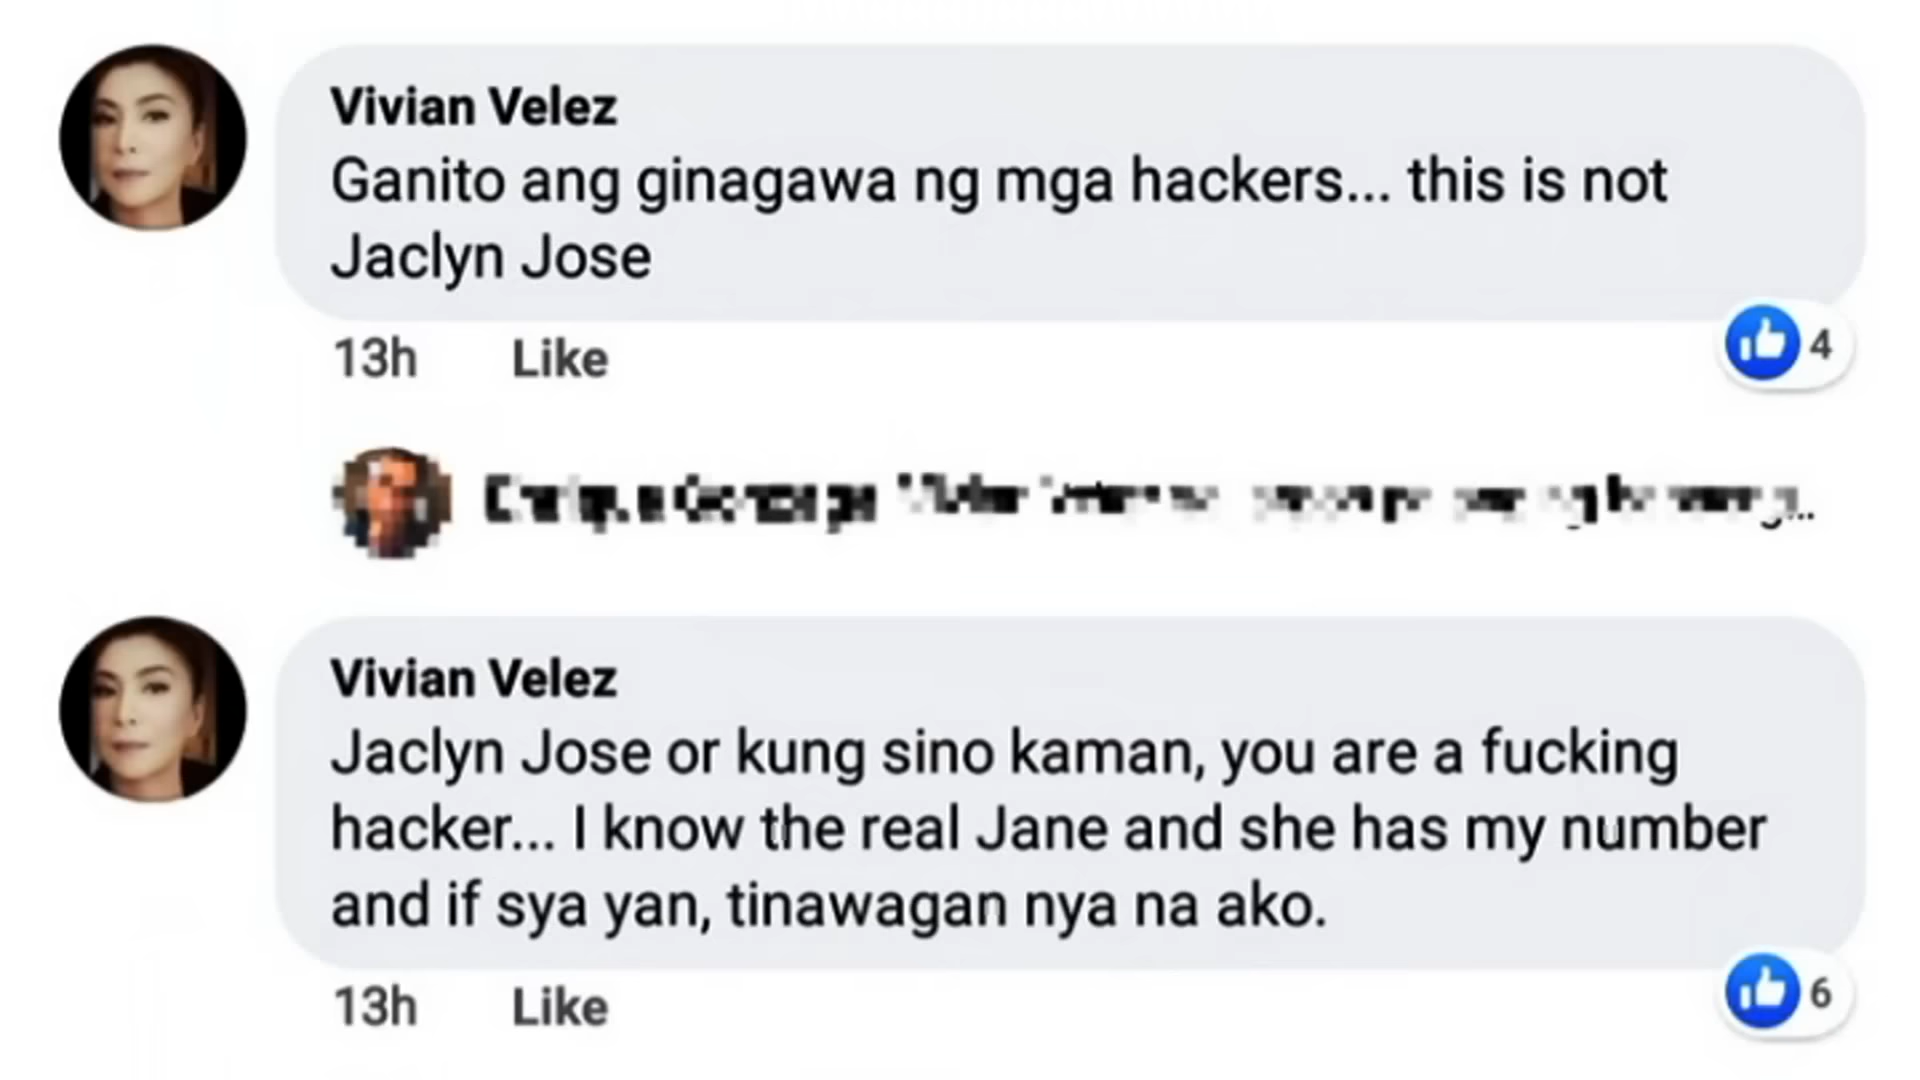 Vivian Velez
Ganito ang ginagawa ng mga hackers... this is not
Jaclyn Jose
13h Like 4
Vivian Velez
Jaclyn Jose or kung sino kaman, you are a fucking
hacker... I know the real Jane and she has my number
and if sya yan, tinawagan nya na ako.
13h Like 6